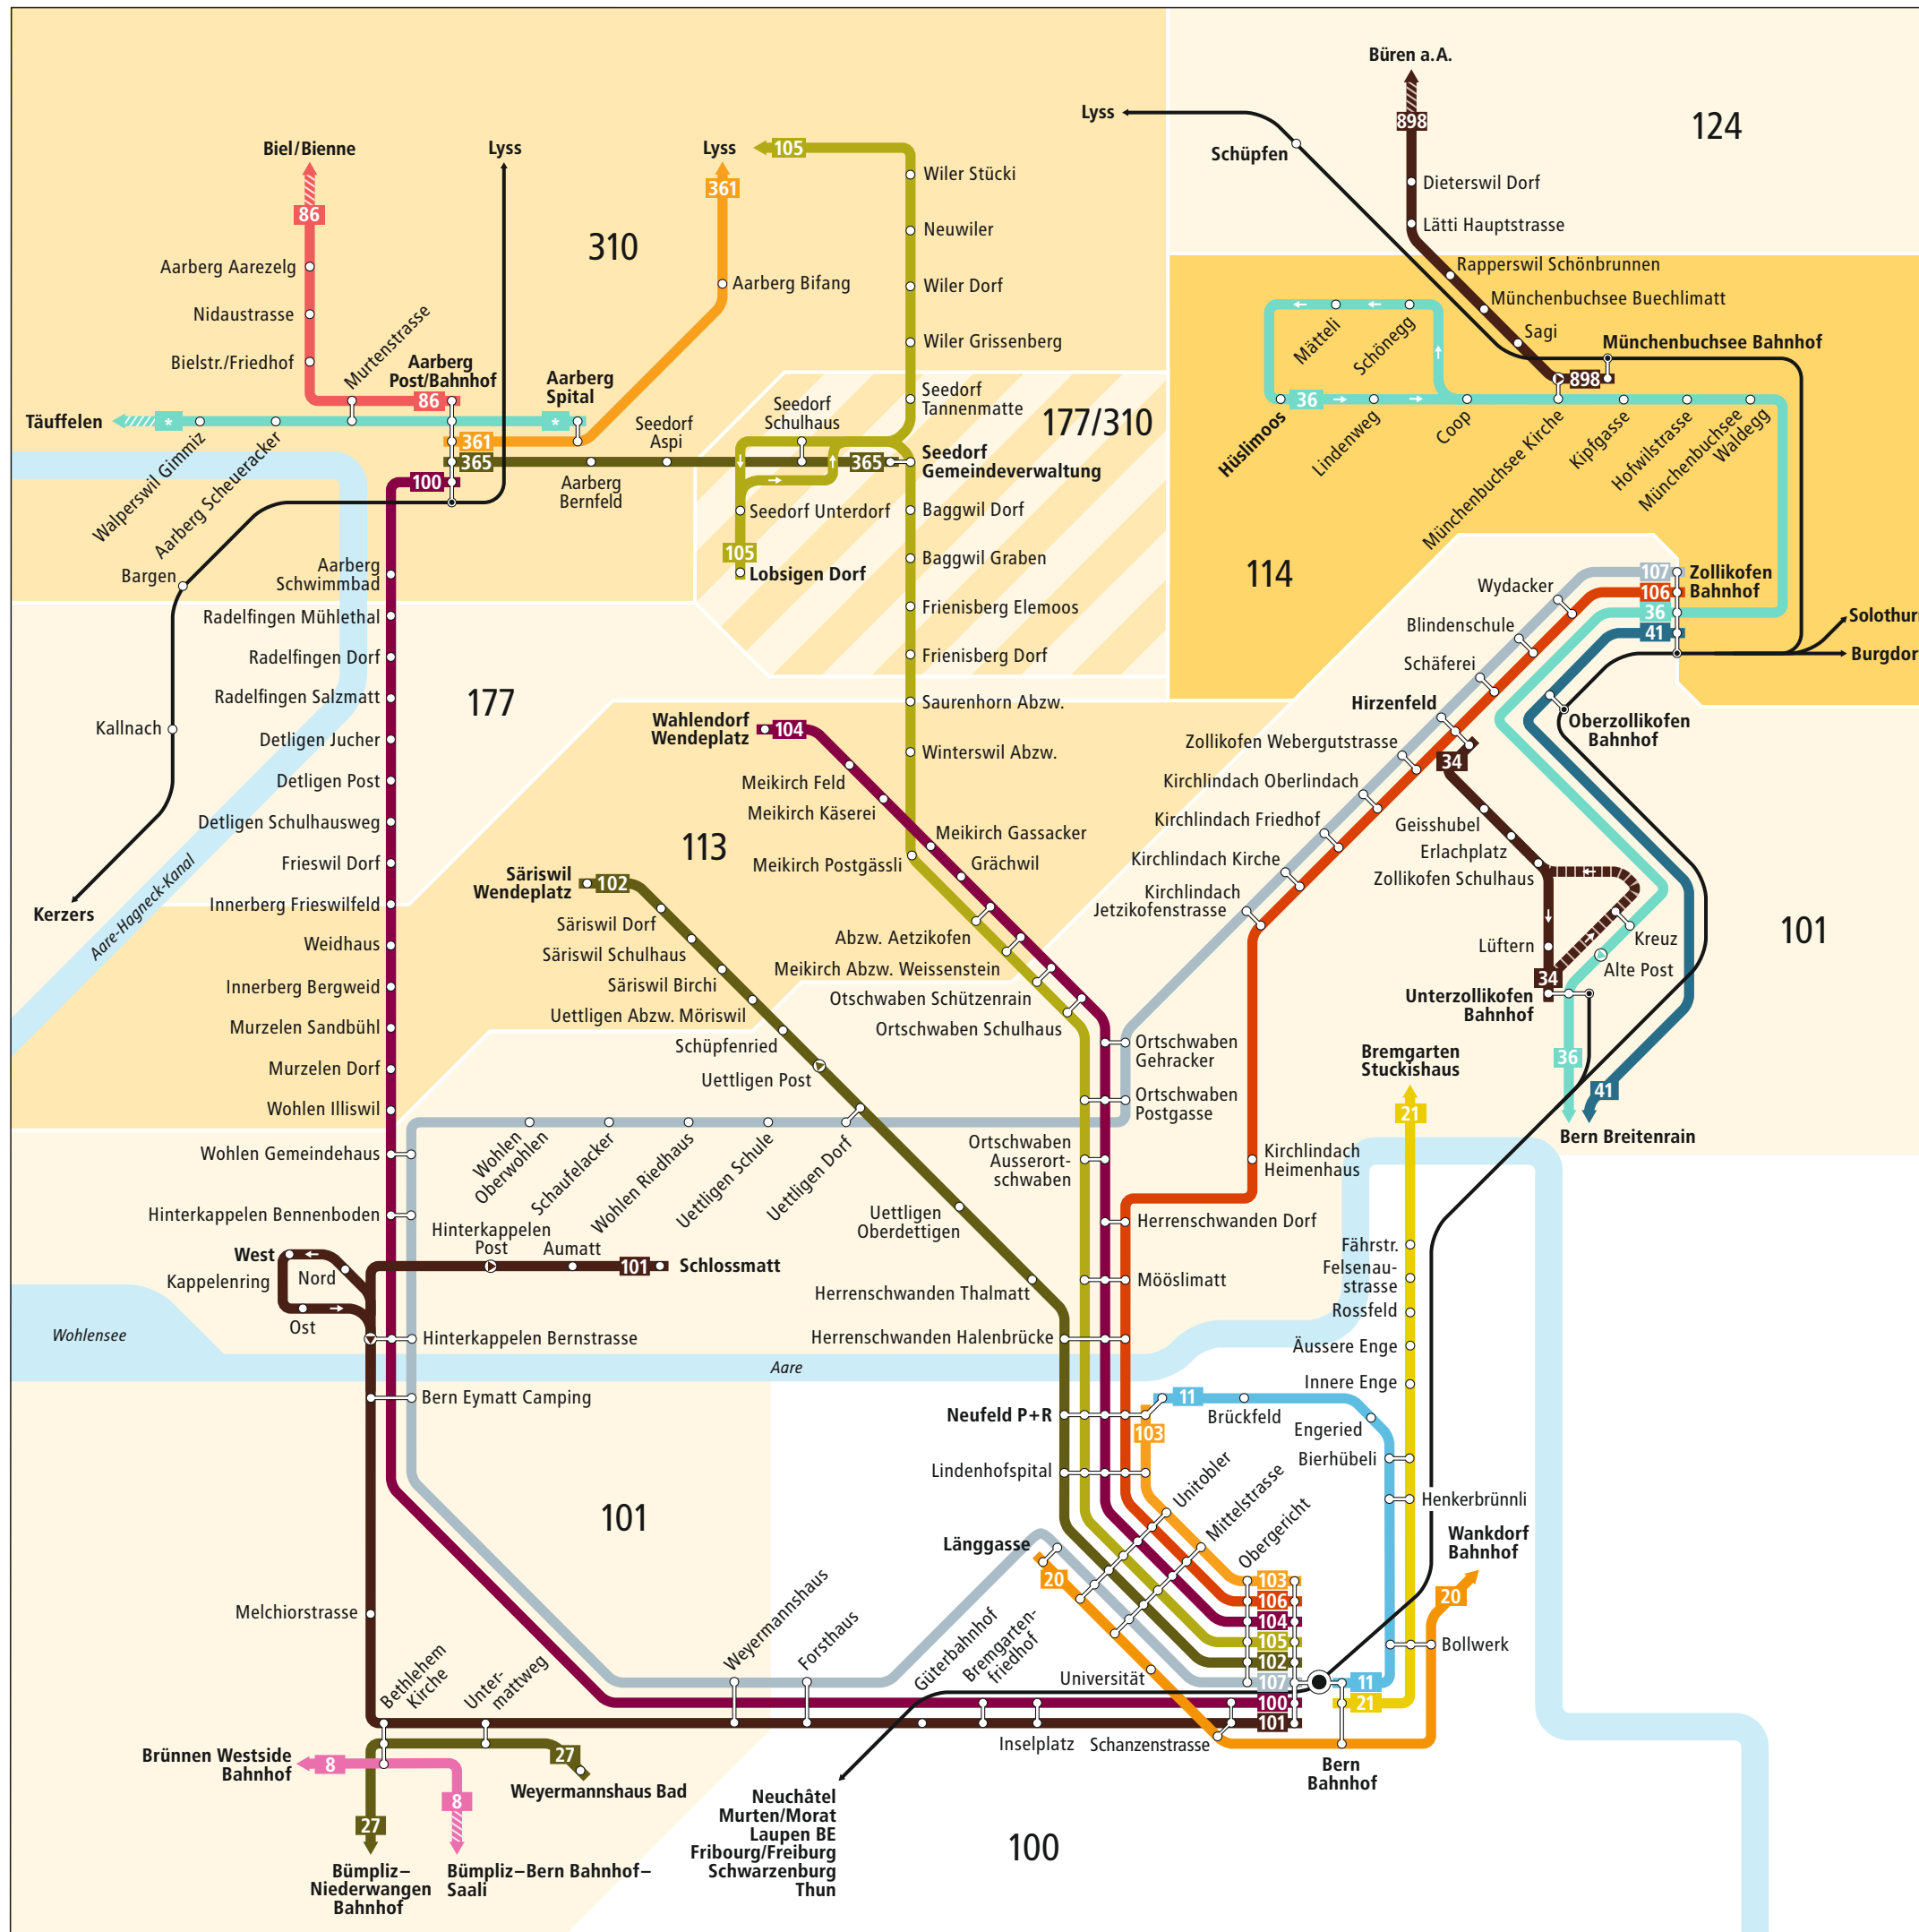 Büren a.A.
898
Lyss
Schüpfen
124
Dieterswil Dorf
Lätti Hauptstrasse
Rapperswil Schönbrunnen
Münchenbuchsee Buechlimatt
Sagi
Münchenbuchsee Bahnhof
898
Biel/Bienne
86
Lyss
Lyss
361
105
310
Aarberg Aarezelg
Nidaustrasse
Bielstr./Friedhof
Murtenstrasse
Aarberg
Post/Bahnhof
86
Aarberg
Spital
Aarberg Bifang
Täuffelen
*
*
Walperswil Gimmiz
Aarberg Scheueracker
361
365
100
Aarberg
Bernfeld
Seedorf
Aspi
Seedorf
Schulhaus
365
Wiler Stücki
Neuwiler
Wiler Dorf
Wiler Grissenberg
Seedorf
Tannenmatte
177/310
Seedorf
Gemeindeverwaltung
Seedorf Unterdorf
105
Lobsigen Dorf
Baggwil Dorf
Baggwil Graben
Frienisberg Elemoos
Frienisberg Dorf
Saurenhorn Abzw.
Winterswil Abzw.
Mätteli
Schönegg
Hüslimoos
36
Lindenweg
Coop
Münchenbuchsee Kirche
Kipfgasse
Hofwilstrasse
Münchenbuchsee
Waldegg
114
Bargen
Kallnach
Kerzers
Aare-Hagneck-Kanal
Aarberg
Schwimmbad
Radelfingen Mühlethal
Radelfingen Dorf
Radelfingen Salzmatt
Detligen Jucher
Detligen Post
Detligen Schulhausweg
Frieswil Dorf
Innerberg Frieswilfeld
Weidhaus
Innerberg Bergweid
Murzelen Sandbühl
Murzelen Dorf
Wohlen Illiswil
Wohlen Gemeindehaus
Hinterkappelen Bennenboden
177
113
Wahlendorf
Wendeplatz
104
Meikirch Feld
Meikirch Käserei
Meikirch Gassacker
Grächwil
Meikirch Postgässli
Abzw. Aetzikofen
Meikirch Abzw. Weissenstein
Otschwaben Schützenrain
Ortschwaben Schulhaus
Säriswil
Wendeplatz
102
Säriswil Dorf
Säriswil Schulhaus
Säriswil Birchi
Uettligen Abzw. Möriswil
Schüpfenried
Uettligen Post
Wydacker
Blindenschule
Schäferei
Hirzenfeld
Zollikofen Webergutstrasse
Kirchlindach Oberlindach
Kirchlindach Friedhof
Kirchlindach Kirche
Kirchlindach
Jetzikofenstrasse
107
106
36
41
Zollikofen
Bahnhof
Burgdor
Oberzollikofen
Bahnhof
34
Geisshubel
Erlachplatz
Zollikofen Schulhaus
Lüftern
34
Kreuz
Alte Post
101
Unterzollikofen
Bahnhof
36
41
Bern Breitenrain
Bremgarten
Stuckishaus
21
Ortschwaben
Gehracker
Ortschwaben
Postgasse
Ortschwaben
Ausserort-
schwaben
Kirchlindach
Heimenhaus
Herrenschwanden Dorf
Mööslimatt
Wohlen
Oberwohlen
Schaufelacker
Wohlen Riedhaus
Uettligen Schule
Uettligen Dorf
Uettligen
Oberdettigen
Herrenschwanden Thalmatt
Herrenschwanden Halenbrücke
West
Kappelenring
Nord
Ost
Hinterkappelen
Post
Aumatt
101
Schlossmatt
Hinterkappelen Bernstrasse
Wohlensee
Aare
Bern Eymatt Camping
Fährstr.
Felsenau-
strasse
Rossfeld
Äussere Enge
Innere Enge
Neufeld P+R
11
Brückfeld
103
Engeried
Bierhübeli
Lindenhofspital
Henkerbrünnli
Unitobler
Mittelstrasse
Obergericht
Wankdorf
Bahnhof
20
Länggasse
20
101
Melchiorstrasse
Bethlehem
Kirche
Unter-
mattweg
Weyermannshaus
Forsthaus
Güterbahnhof
Bremgarten-
friedhof
Universität
103
106
104
105
102
107
100
101
11
21
Bollwerk
Inselplatz
Schanzenstrasse
Bern
Bahnhof
Brünnen Westside
Bahnhof
8
27
Weyermannshaus Bad
8
27
Bümpliz–
Niederwangen
Bahnhof
Bümpliz–Bern Bahnhof–
Saali
Neuchâtel
Murten/Morat
Laupen BE
Fribourg/Freiburg
Schwarzenburg
Thun
100